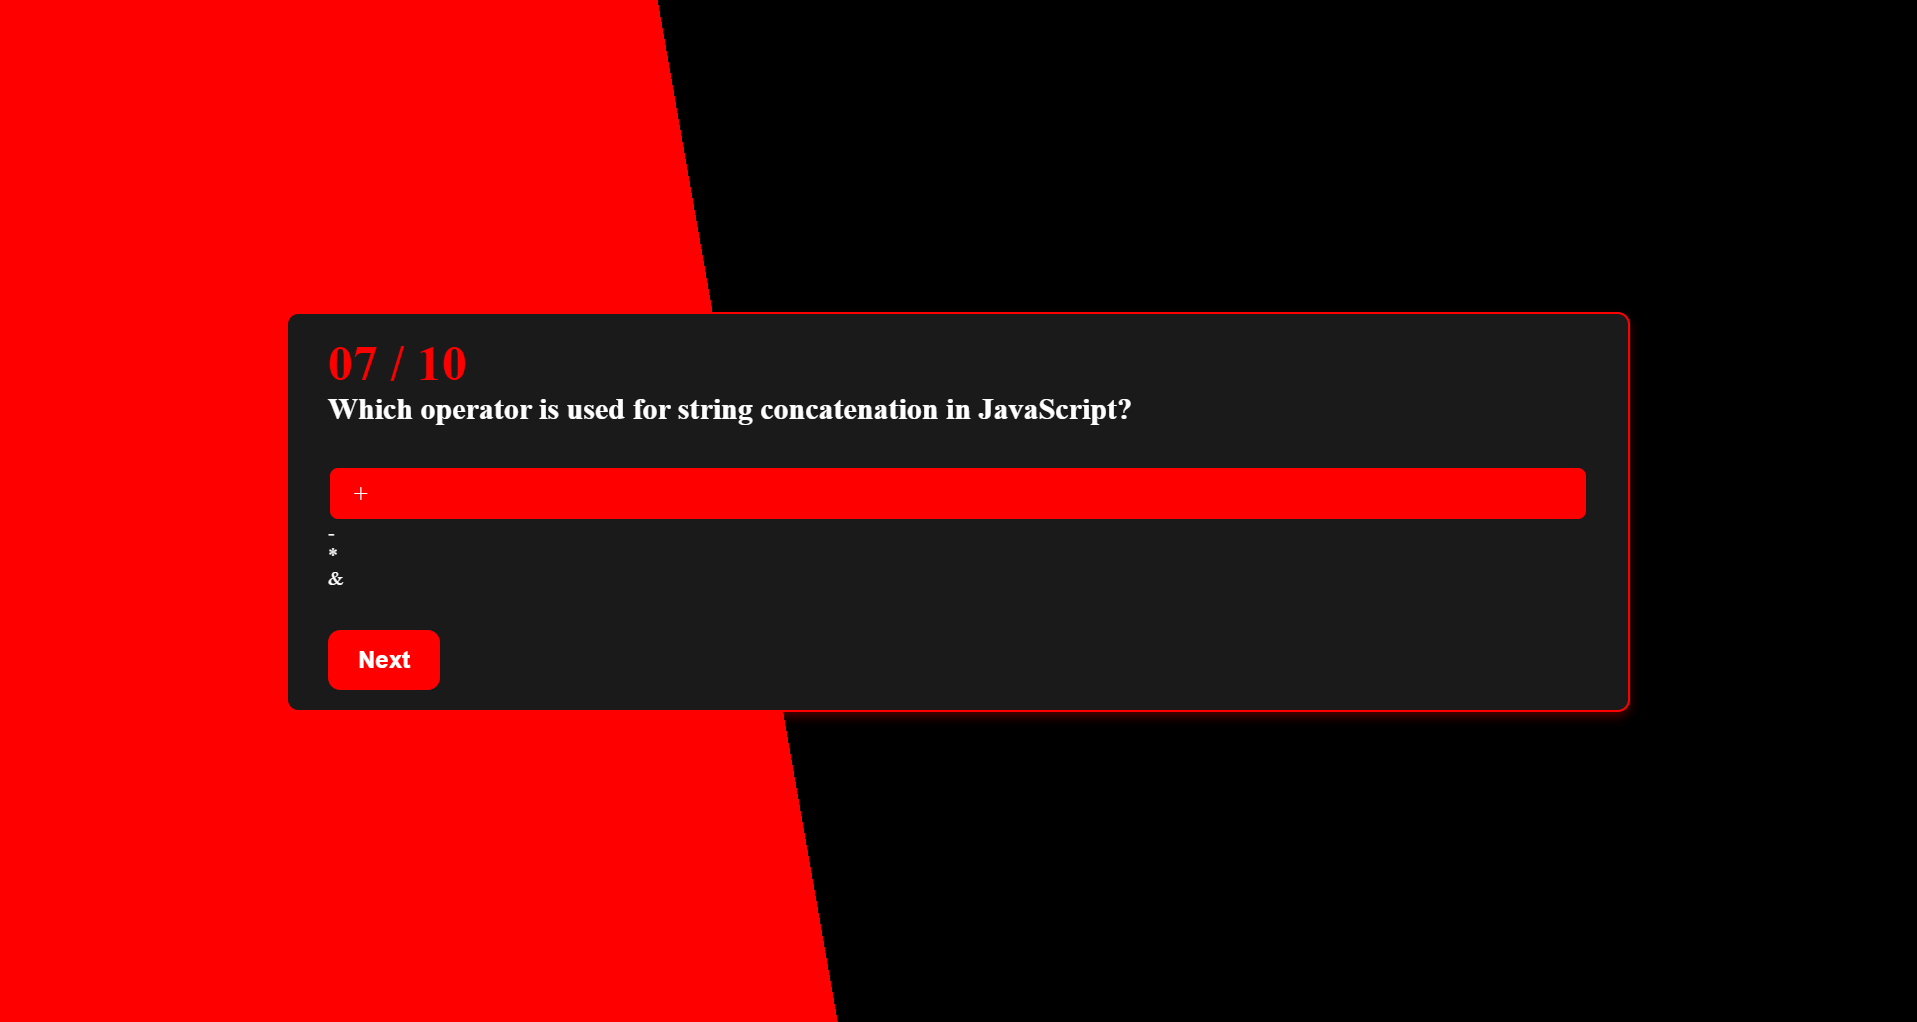 07 / 10
Which operator is used for string concatenation in JavaScript?
+
-
*
&
Next